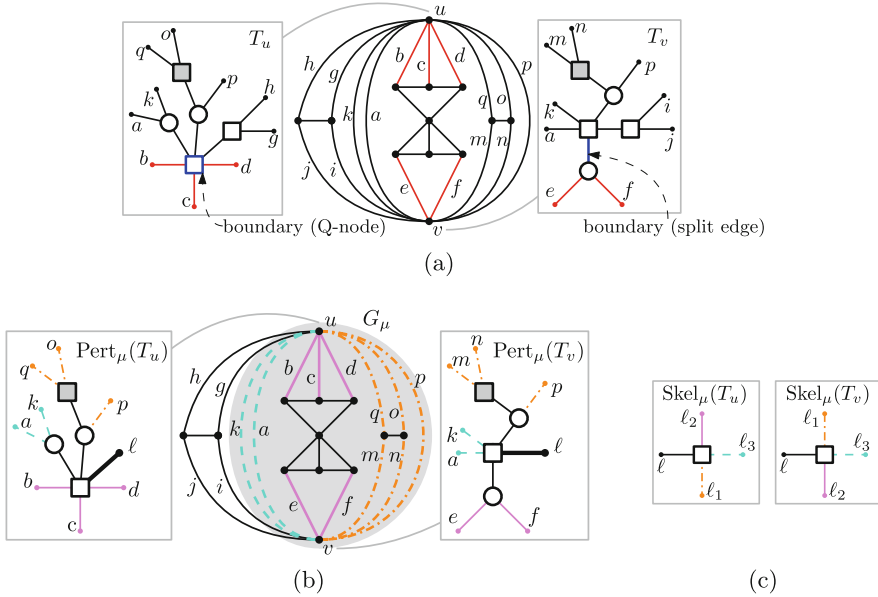 u
T_u
o
q
p
k
h
a
g
b
d
c
boundary (Q-node)
h
g
k
a
b
c
d
q
o
p
m
n
j
i
e
f
v
T_v
n
m
p
k
i
a
j
e
f
boundary (split edge)
(a)
Pert_μ(T_u)
o
q
p
k
a
ℓ
b
d
c
u
G_μ
h
g
b
c
d
p
k
a
q
o
m
n
j
i
e
f
v
Pert_μ(T_v)
n
m
p
k
a
ℓ
e
f
(b)
Skel_μ(T_u)
ℓ_2
ℓ_3
ℓ
ℓ_1
Skel_μ(T_v)
ℓ_1
ℓ_3
ℓ
ℓ_2
(c)